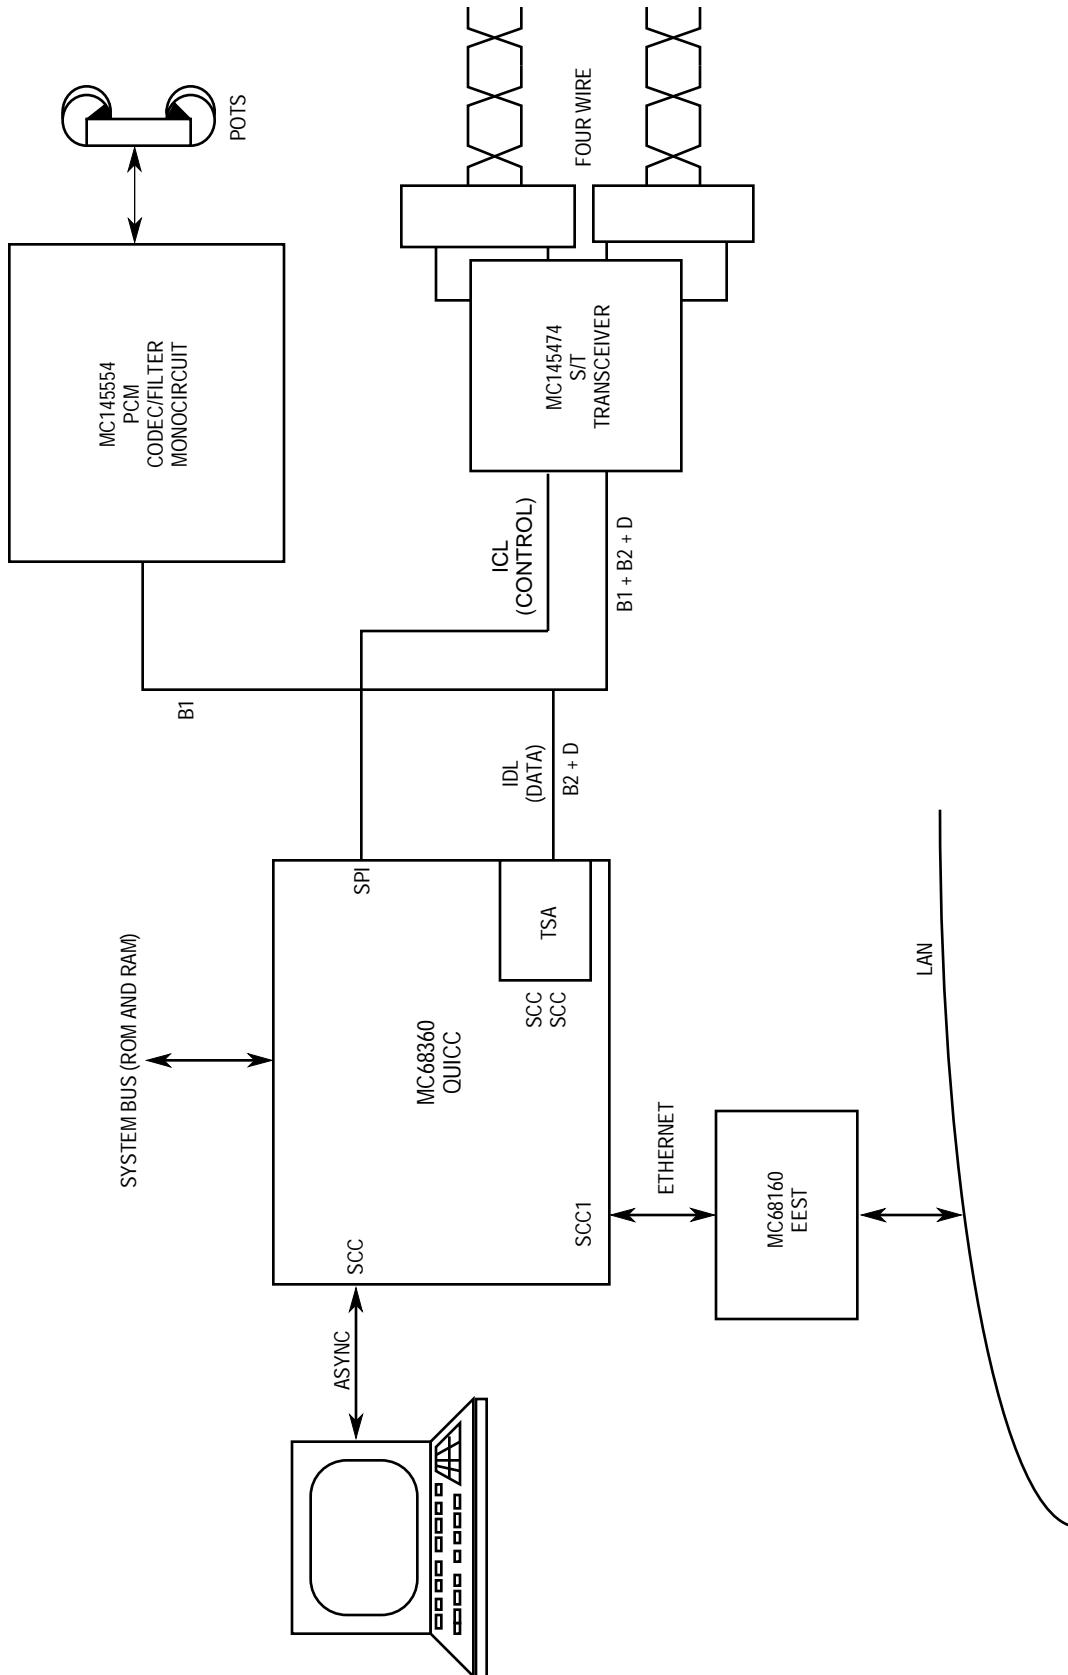 SYSTEM BUS (ROM AND RAM)
B1
MC145554
PCM
CODEC/FILTER
MONOCIRCUIT
POTS
ASYNC
SCC
SPI
MC68360
QUICC
ICL
(CONTROL)
IDL
(DATA)
B2 + D
TSA
SCC
SCC
SCC1
MC145474
S/T
TRANSCEIVER
FOUR WIRE
B1 + B2 + D
ETHERNET
MC68160
EEST
LAN